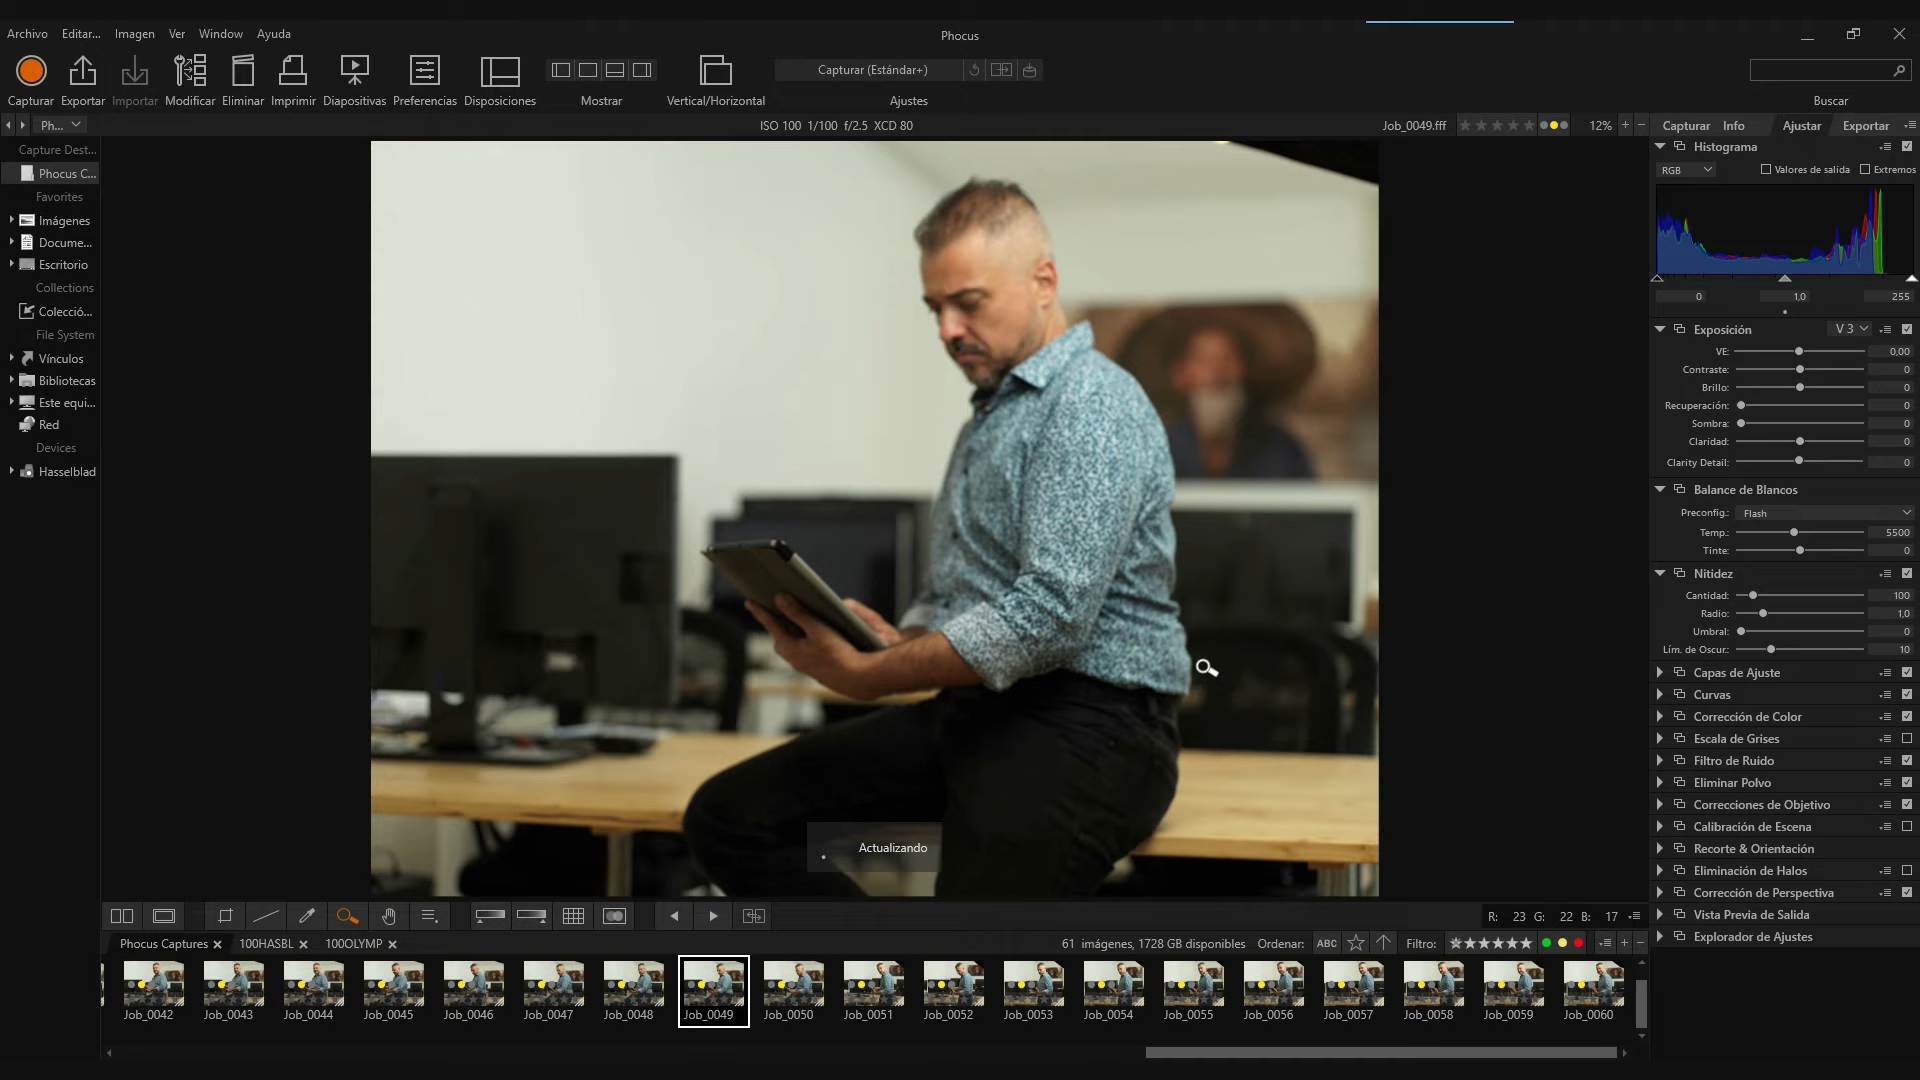 Archivo Editar... Imagen Ver Window Ayuda
Phocus
Capturar Exportar Importar Modificar Eliminar Imprimir Diapositivas Preferencias Disposiciones Mostrar Vertical/Horizontal
Capturar (Estándar+)
Ajustes
Buscar
Ph...
ISO 100 1/100 f/2.5 XCD 80
Job_0049.fff
12%
Capturar Info Ajustar Exportar
Capture Dest...
Phocus C...
Favorites
Imágenes
Docume...
Escritorio
Collections
Colecció...
File System
Vínculos
Bibliotecas
Este equi...
Red
Devices
Hasselblad
Histograma
RGB
Valores de salida
Extremos
0 1,0 255
Exposición V 3
VE: 0,00
Contraste: 0
Brillo: 0
Recuperación: 0
Sombra: 0
Claridad: 0
Clarity Detail: 0
Balance de Blancos
Preconfig.: Flash
Temp.: 5500
Tinte: 0
Nitidez
Cantidad: 100
Radio: 1,0
Umbral: 0
Lím. de Oscur.: 10
Capas de Ajuste
Curvas
Corrección de Color
Escala de Grises
Filtro de Ruido
Eliminar Polvo
Correcciones de Objetivo
Calibración de Escena
Recorte & Orientación
Eliminación de Halos
Corrección de Perspectiva
Vista Previa de Salida
Explorador de Ajustes
Actualizando
R: 23 G: 22 B: 17
Phocus Captures 100HASBL 100OLYMP
61 imágenes, 1728 GB disponibles
Ordenar: ABC
Filtro:
Job_0042 Job_0043 Job_0044 Job_0045 Job_0046 Job_0047 Job_0048 Job_0049 Job_0050 Job_0051 Job_0052 Job_0053 Job_0054 Job_0055 Job_0056 Job_0057 Job_0058 Job_0059 Job_0060